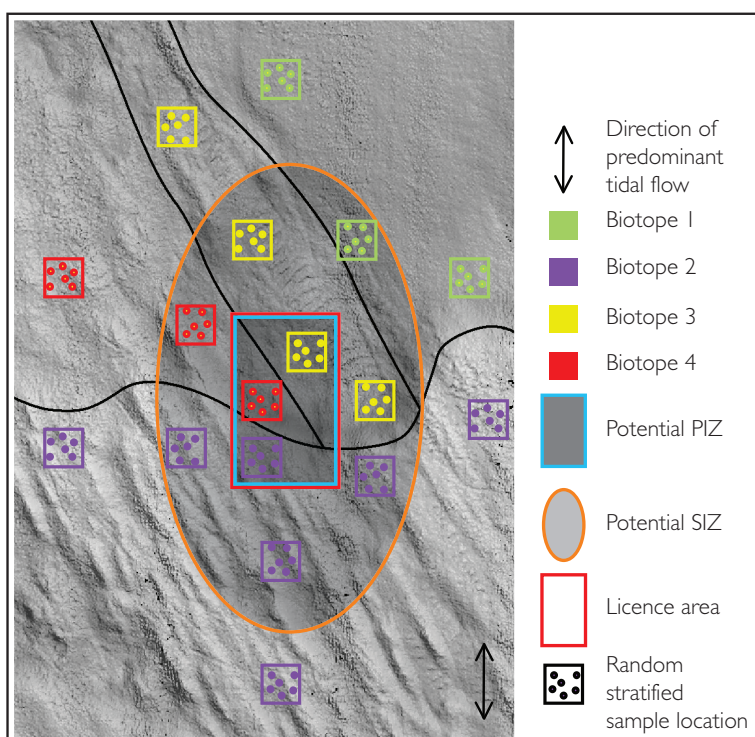 Direction of
predominant
tidal flow
Biotope 1
Biotope 2
Biotope 3
Biotope 4
Potential PIZ
Potential SIZ
Licence area
Random
stratified
sample location